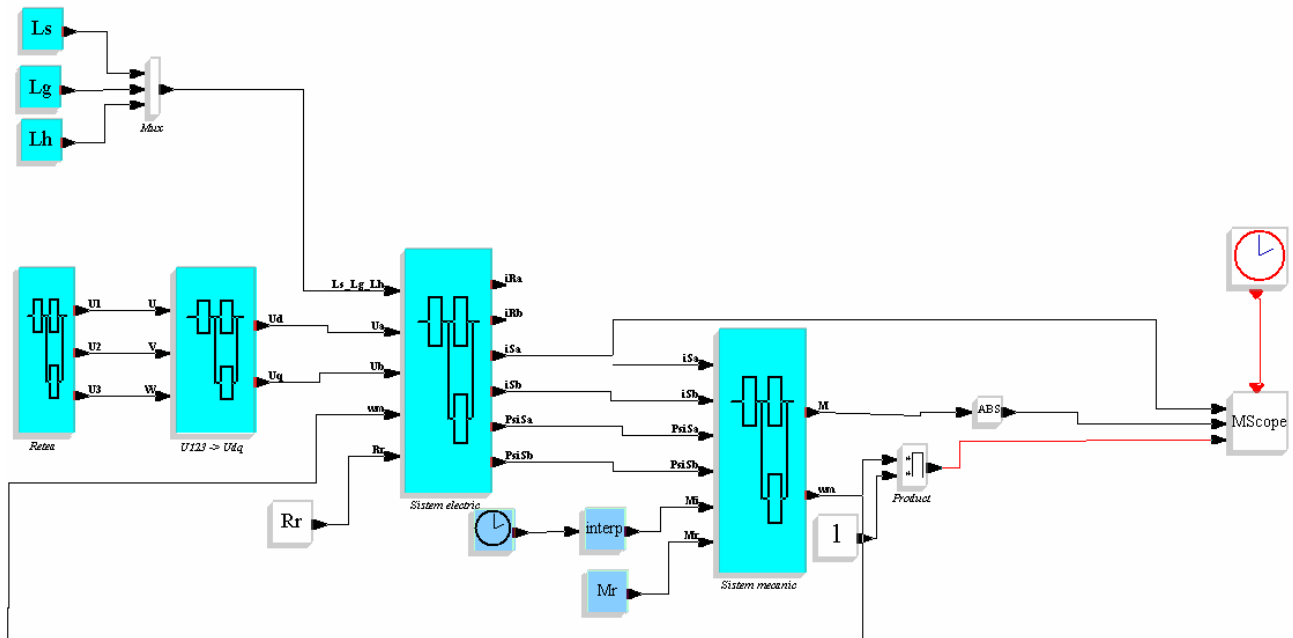 Ls
Lg
Lh
Mux
Ls_Lg_Lh
iRa
U1
U
Ud
Ua
iRb
U2
V
iSa
iSa
U3
W
Uq
Ub
iSb
iSb
M
ABS
MScope
Retea
U123 -> Udq
wm
PsiSa
PsiSa
Rr
PsiSb
PsiSb
wm
Product
Sistem electric
Mi
Rr
interp
1
Mr
Mr
Sistem mecanic